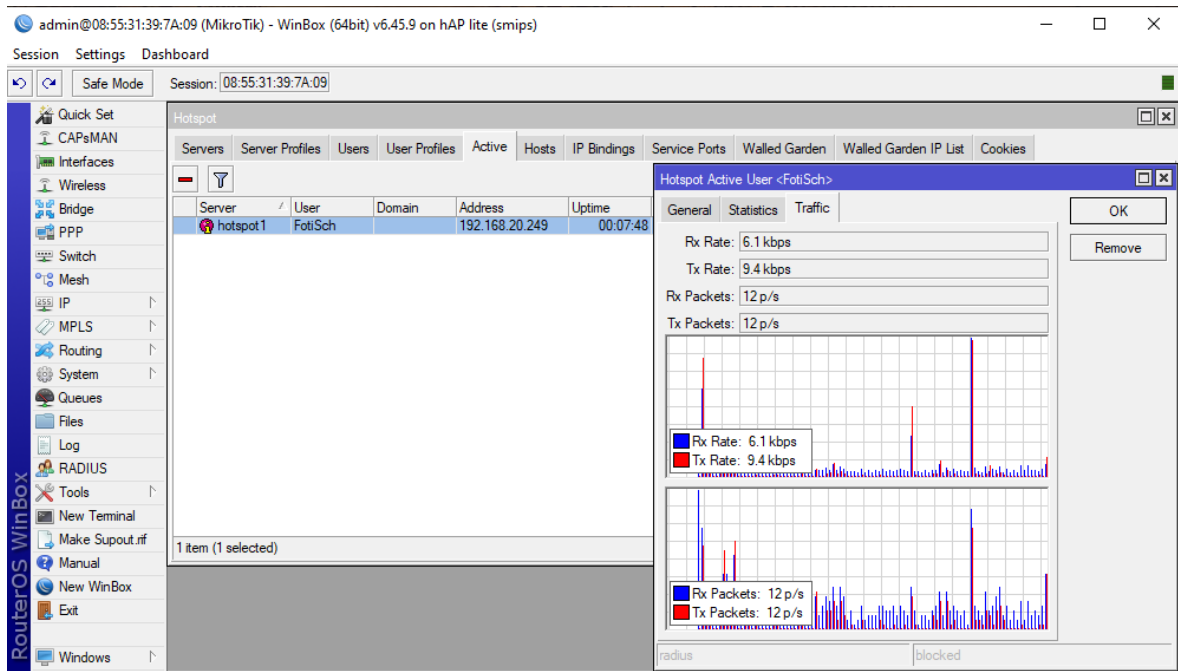 admin@08:55:31:39:7A:09 (MikroTik) - WinBox (64bit) v6.45.9 on hAP lite (smips)
Session Settings Dashboard
Safe Mode Session: 08:55:31:39:7A:09
Quick Set
CAPsMAN
Interfaces
Wireless
Bridge
PPP
Switch
Mesh
IP
MPLS
Routing
System
Queues
Files
Log
RADIUS
Tools
New Terminal
Make Supout.rif
Manual
New WinBox
Exit
Windows
RouterOS WinBox
Hotspot
Servers Server Profiles Users User Profiles Active Hosts IP Bindings Service Ports Walled Garden Walled Garden IP List Cookies
Server User Domain Address Uptime
hotspot1 FotiSch 192.168.20.249 00:07:48
1 item (1 selected)
Hotspot Active User <FotiSch>
General Statistics Traffic
OK
Remove
Rx Rate: 6.1 kbps
Tx Rate: 9.4 kbps
Rx Packets: 12 p/s
Tx Packets: 12 p/s
Rx Rate: 6.1 kbps
Tx Rate: 9.4 kbps
Rx Packets: 12 p/s
Tx Packets: 12 p/s
radius blocked